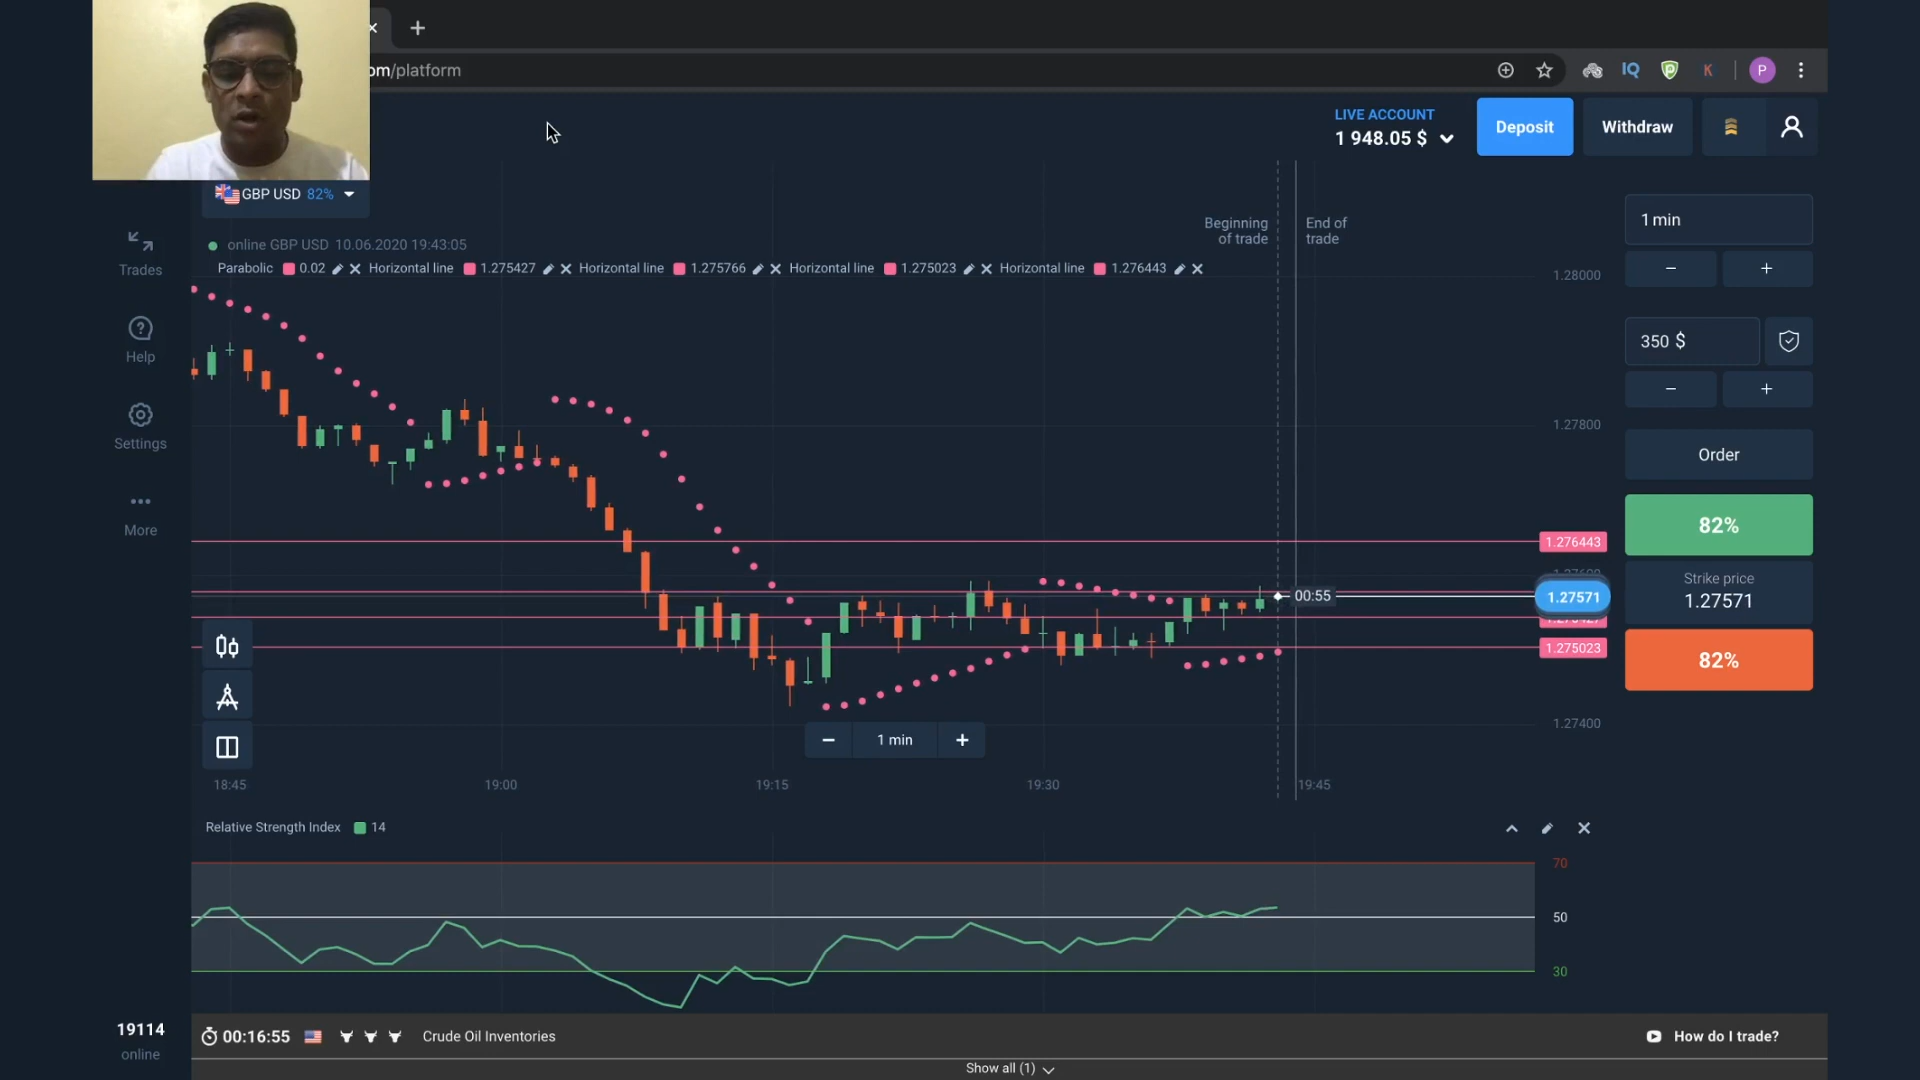 om/platform
IQ
K
P
LIVE ACCOUNT
1 948.05 $
Deposit
Withdraw
GBP USD 82%
Beginning of trade
End of trade
1 min
online GBP USD 10.06.2020 19:43:05
Parabolic 0.02 Horizontal line 1.275427 Horizontal line 1.275766 Horizontal line 1.275023 Horizontal line 1.276443
Trades
Help
Settings
More
1.28000
1.27800
1.276443
1.27571
1.275023
1.27400
00:55
− +
350 $
− +
Order
82%
Strike price
1.27571
82%
− 1 min +
18:45 19:00 19:15 19:30 19:45
Relative Strength Index 14
70
50
30
19114
online
00:16:55 Crude Oil Inventories
How do I trade?
Show all (1)